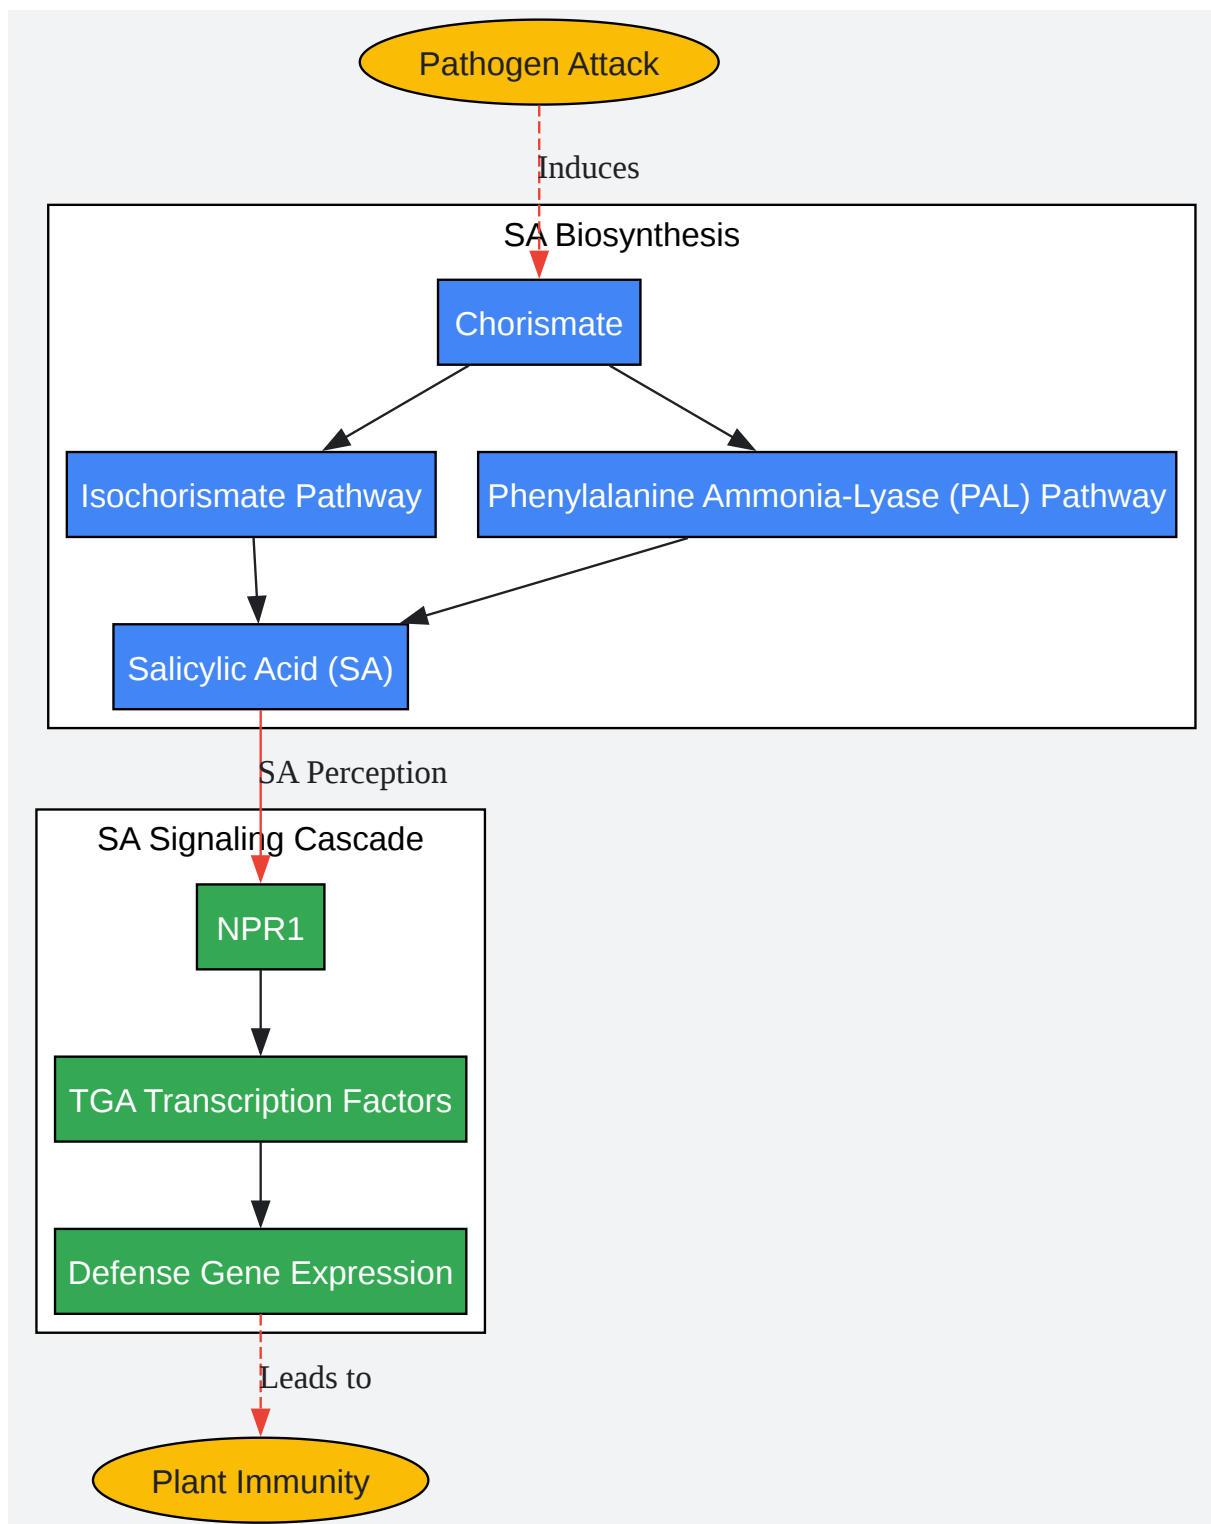 Pathogen Attack
Induces
SA Biosynthesis
Chorismate
Isochorismate Pathway
Phenylalanine Ammonia-Lyase (PAL) Pathway
Salicylic Acid (SA)
SA Perception
SA Signaling Cascade
NPR1
TGA Transcription Factors
Defense Gene Expression
Leads to
Plant Immunity